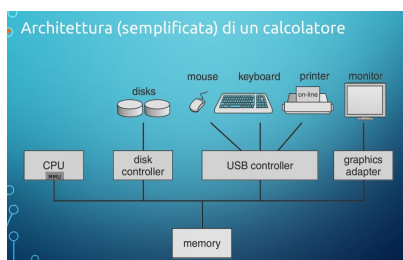 Architettura (semplificata) di un calcolatore
disks
mouse
keyboard
printer
monitor
on-line
CPU
MMU
disk
controller
USB controller
graphics
adapter
memory